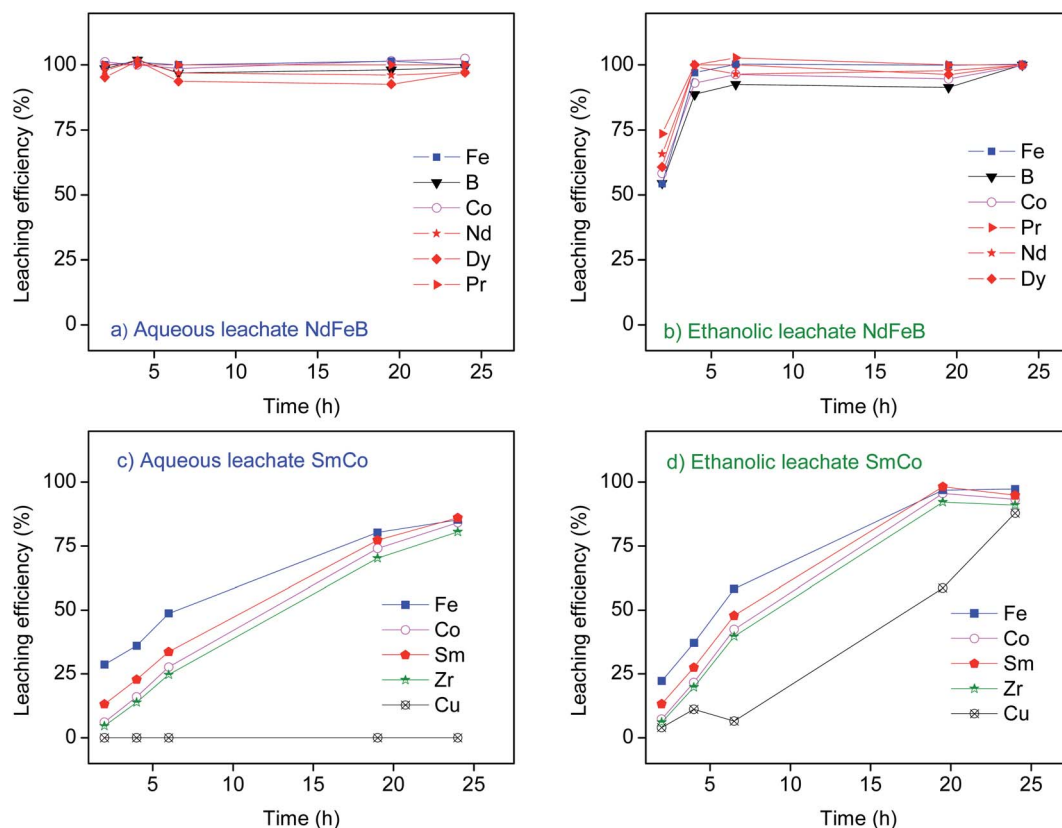 100
75
50
25
0
Leaching efficiency (%)
Fe
B
Co
Nd
Dy
Pr
a) Aqueous leachate NdFeB
5 10 15 20 25
Time (h)
100
75
50
25
0
Leaching efficiency (%)
Fe
B
Co
Pr
Nd
Dy
b) Ethanolic leachate NdFeB
5 10 15 20 25
Time (h)
c) Aqueous leachate SmCo
100
75
50
25
0
Leaching efficiency (%)
Fe
Co
Sm
Zr
Cu
5 10 15 20 25
Time (h)
d) Ethanolic leachate SmCo
100
75
50
25
0
Leaching efficiency (%)
Fe
Co
Sm
Zr
Cu
5 10 15 20 25
Time (h)